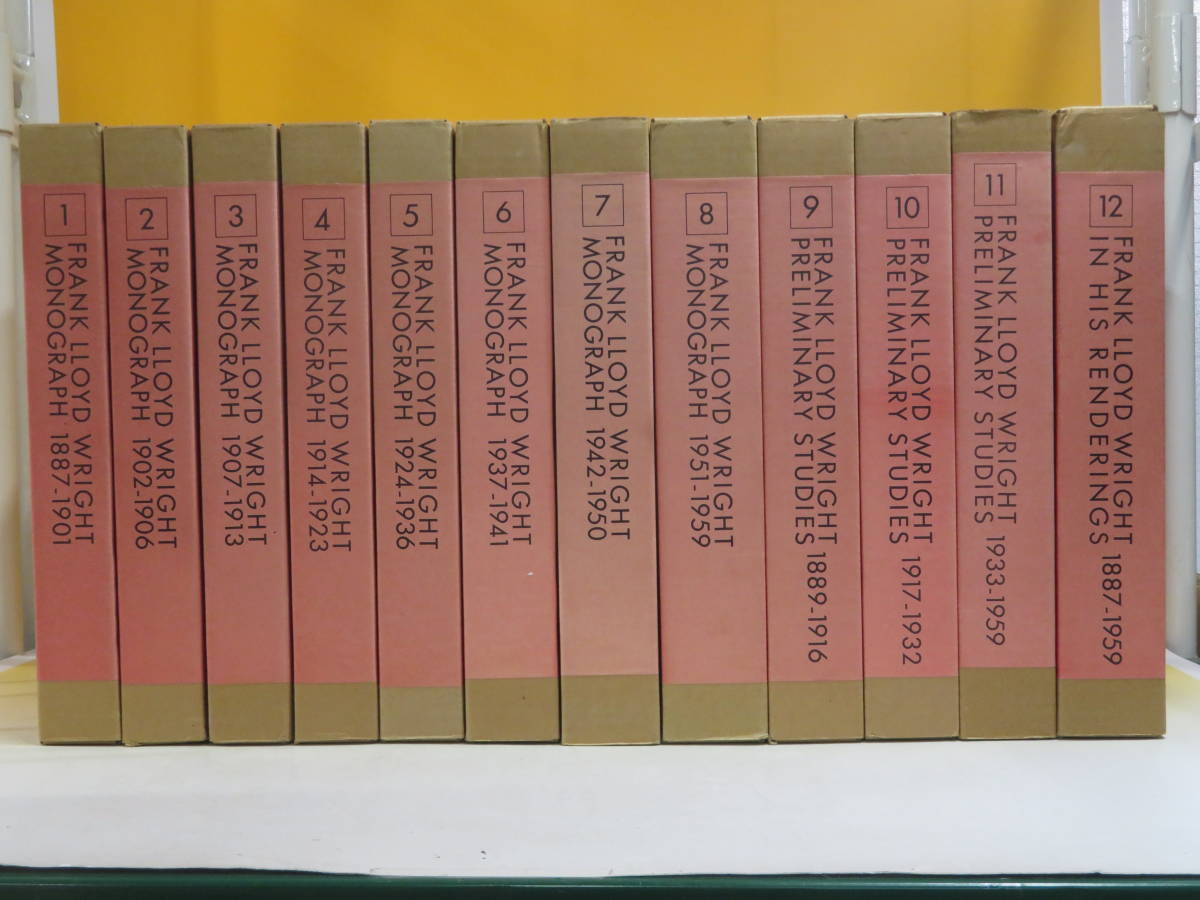 1
FRANK LLOYD WRIGHT
MONOGRAPH 1887-1901
2
FRANK LLOYD WRIGHT
MONOGRAPH 1902-1906
3
FRANK LLOYD WRIGHT
MONOGRAPH 1907-1913
4
FRANK LLOYD WRIGHT
MONOGRAPH 1914-1923
5
FRANK LLOYD WRIGHT
MONOGRAPH 1924-1936
6
FRANK LLOYD WRIGHT
MONOGRAPH 1937-1941
7
FRANK LLOYD WRIGHT
MONOGRAPH 1942-1950
8
FRANK LLOYD WRIGHT
MONOGRAPH 1951-1959
9
FRANK LLOYD WRIGHT
PRELIMINARY STUDIES 1889-1916
10
FRANK LLOYD WRIGHT
PRELIMINARY STUDIES 1917-1932
11
FRANK LLOYD WRIGHT
PRELIMINARY STUDIES 1933-1959
12
FRANK LLOYD WRIGHT
IN HIS RENDERINGS 1887-1959